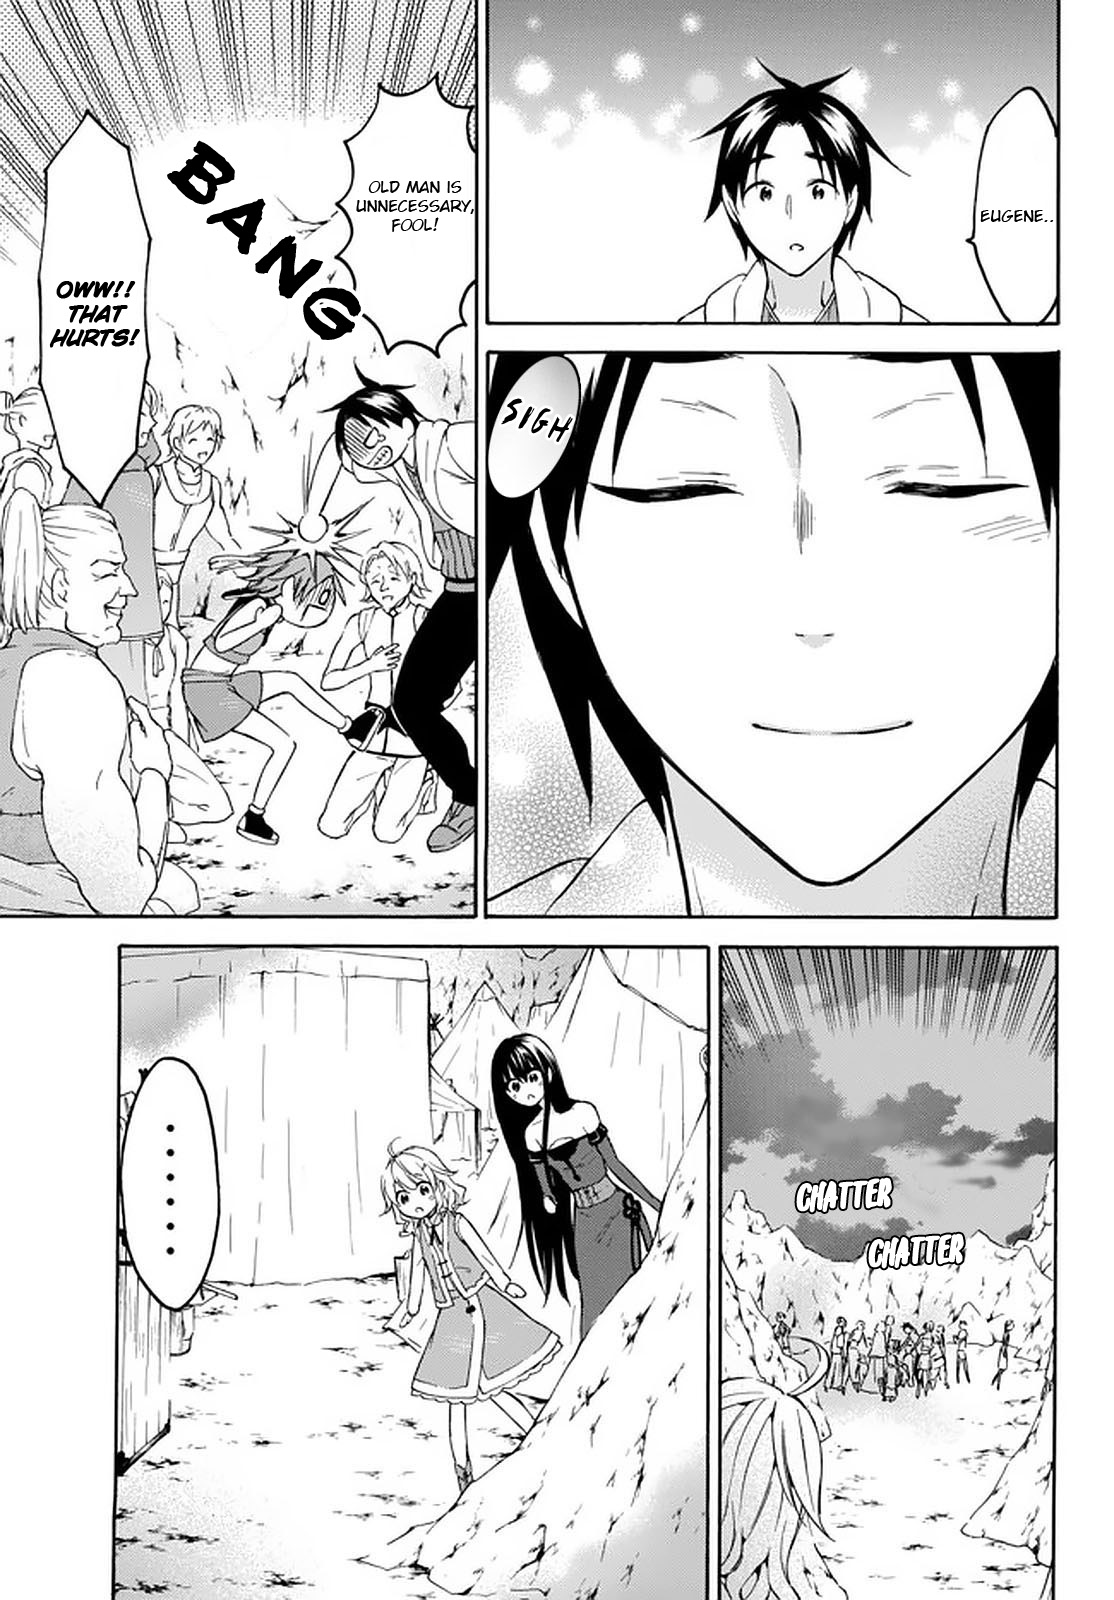 EUGENE..
SIGH
OLD MAN IS
UNNECESSARY,
FOOL!
BANG
OWW!!
THAT
HURTS!
CHATTER
CHATTER
......